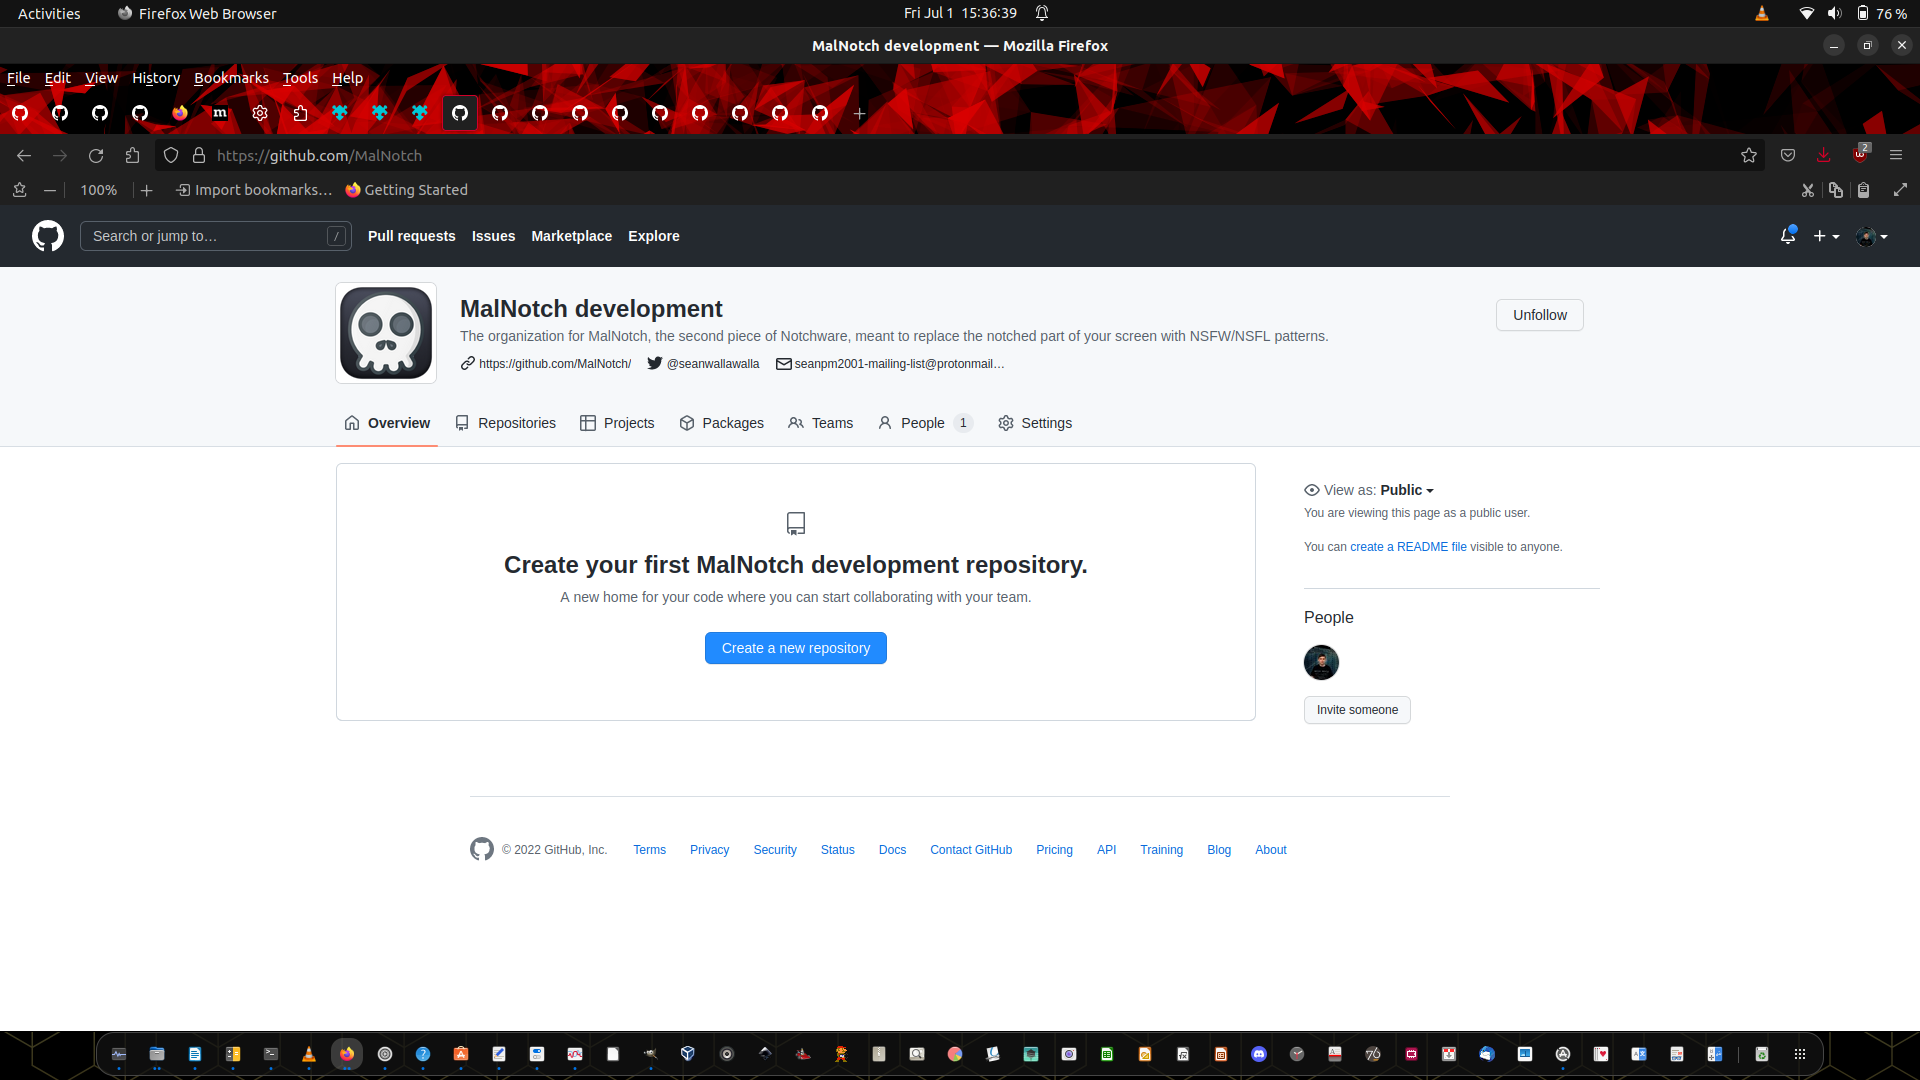 Activities
Firefox Web Browser
Fri Jul 1 15:36:39
76 %
MalNotch development — Mozilla Firefox
File Edit View History Bookmarks Tools Help
m
https://github.com/MalNotch
2
100%
Import bookmarks…
Getting Started
Search or jump to…
/
Pull requests
Issues
Marketplace
Explore
MalNotch development
Unfollow
The organization for MalNotch, the second piece of Notchware, meant to replace the notched part of your screen with NSFW/NSFL patterns.
https://github.com/MalNotch/
@seanwallawalla
seanpm2001-mailing-list@protonmail…
Overview
Repositories
Projects
Packages
Teams
People 1
Settings
View as: Public
You are viewing this page as a public user.
You can create a README file visible to anyone.
Create your first MalNotch development repository.
A new home for your code where you can start collaborating with your team.
Create a new repository
People
Invite someone
© 2022 GitHub, Inc.
Terms
Privacy
Security
Status
Docs
Contact GitHub
Pricing
API
Training
Blog
About